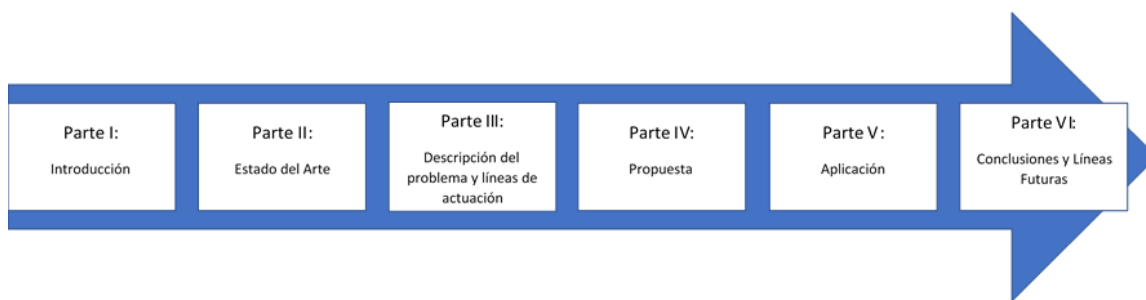 Parte I:
Introducción
Parte II:
Estado del Arte
Parte III:
Descripción del
problema y líneas de
actuación
Parte IV:
Propuesta
Parte V:
Aplicación
Parte VI:
Conclusiones y Líneas
Futuras